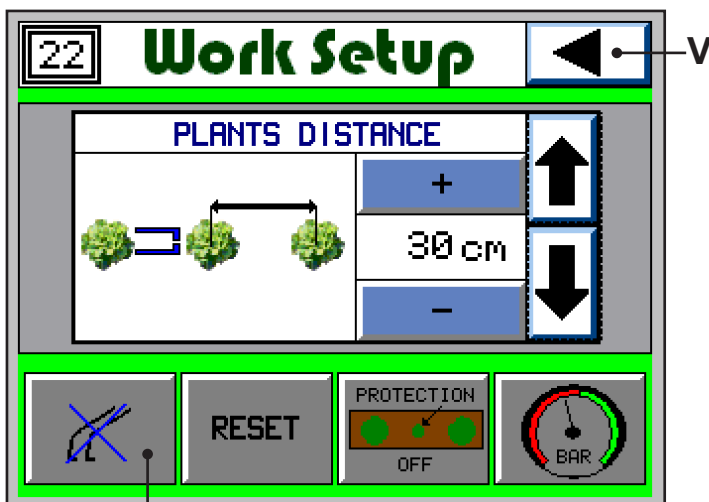 22 Work Setup
V
PLANTS DISTANCE
+
30 cm
-
RESET
PROTECTION
OFF
BAR